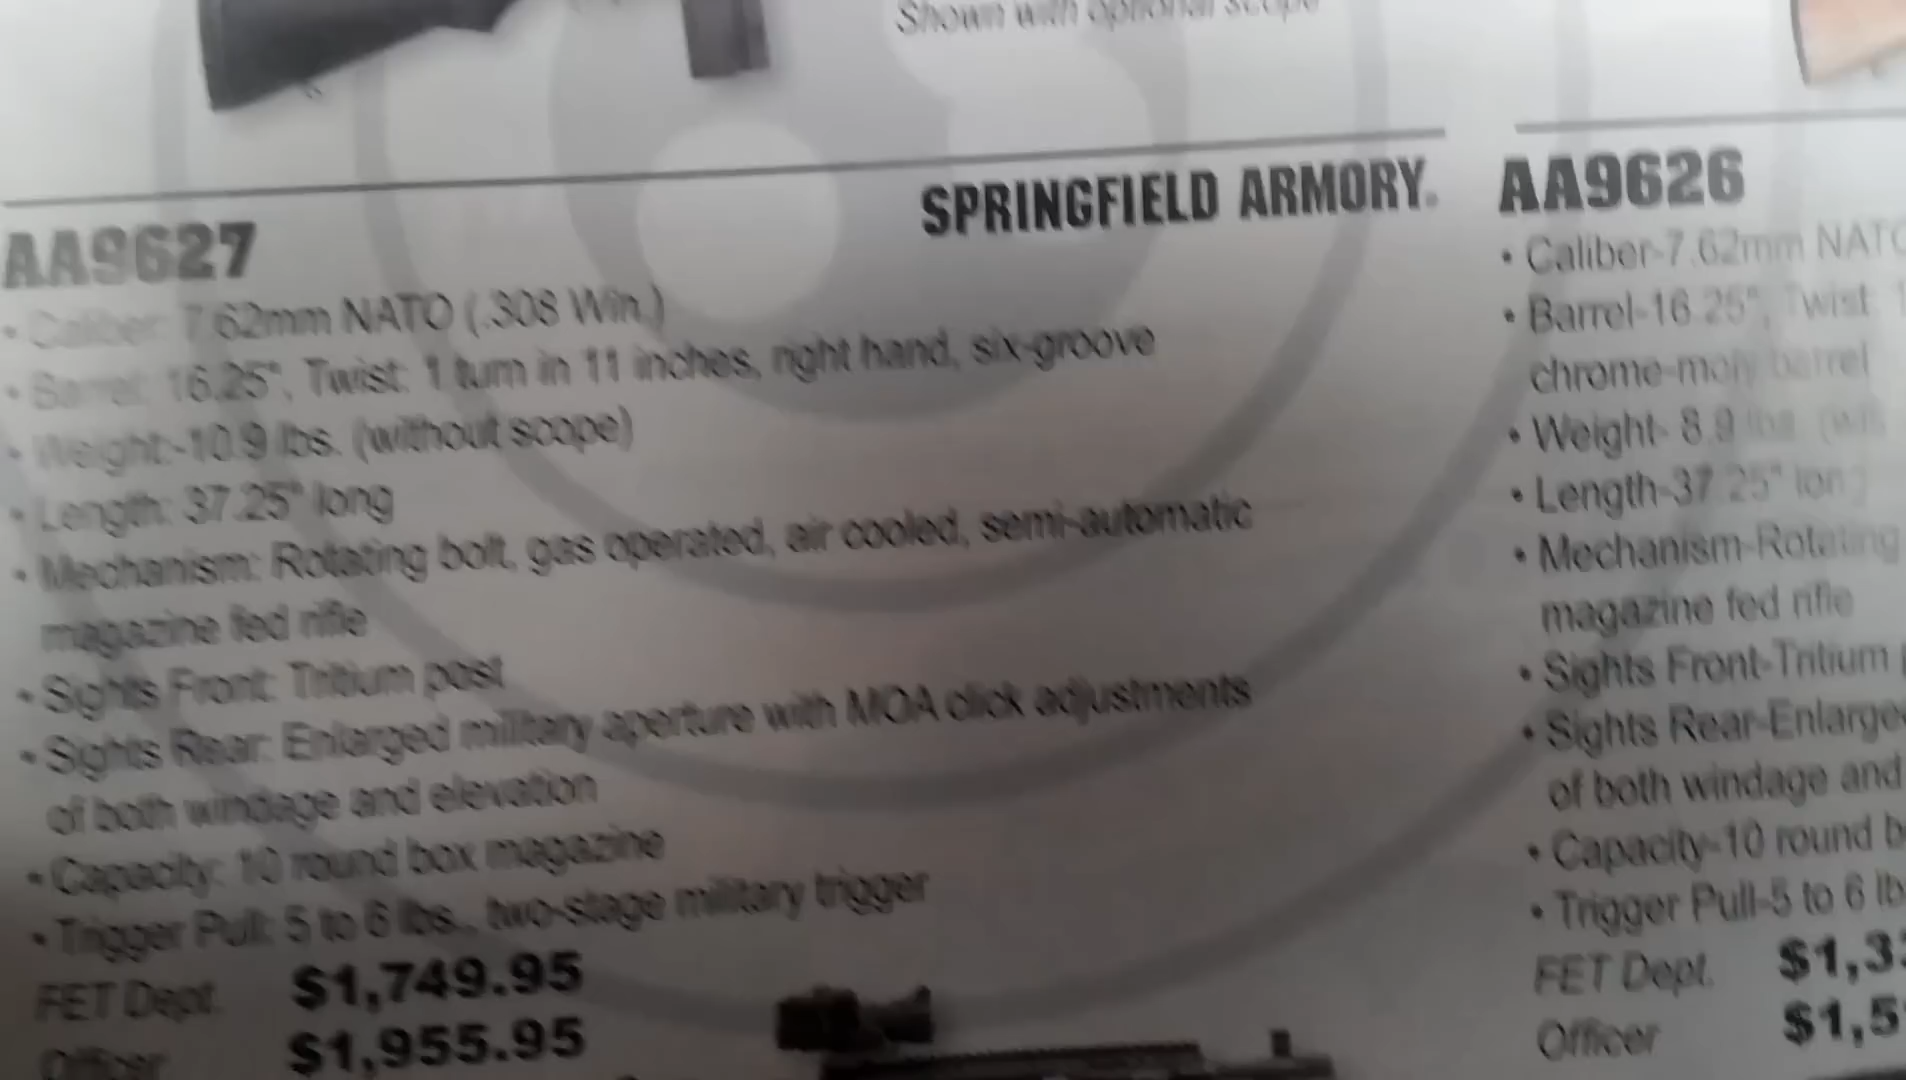 Shown with optional scope
SPRINGFIELD ARMORY.
AA9627
• Caliber: 7.62mm NATO (.308 Win.)
• Barrel: 16.25", Twist: 1 turn in 11 inches, right hand, six-groove
• Weight:-10.9 lbs. (without scope)
• Length: 37.25" long
• Mechanism: Rotating bolt, gas operated, air cooled, semi-automatic
magazine fed rifle
• Sights Front: Tritium post
• Sights Rear: Enlarged military aperture with MOA click adjustments
of both windage and elevation
• Capacity: 10 round box magazine
• Trigger Pull: 5 to 6 lbs., two-stage military trigger
FET Dept. $1,749.95
Officer $1,955.95
AA9626
• Caliber-7.62mm NATO
• Barrel-16.25", Twist:
chrome-moly barrel
• Weight- 8.9 lbs.
• Length-37.25" long
• Mechanism-Rotating
magazine fed rifle
• Sights Front-Tritium
• Sights Rear-Enlarged
of both windage and
• Capacity-10 round
• Trigger Pull-5 to 6
FET Dept.
Officer